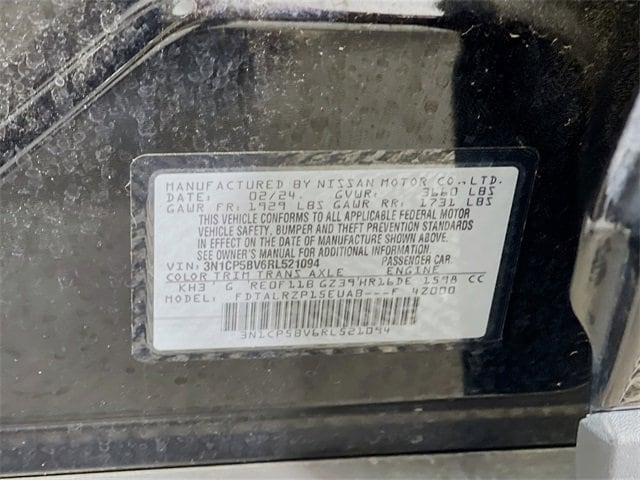 MANUFACTURED BY NISSAN MOTOR CO., LTD.
DATE: 02/24 GVWR: 3660 LBS
GAWR FR: 1929 LBS GAWR RR: 1731 LBS
THIS VEHICLE CONFORMS TO ALL APPLICABLE FEDERAL MOTOR
VEHICLE SAFETY, BUMPER, AND THEFT PREVENTION STANDARDS
IN EFFECT ON THE DATE OF MANUFACTURE SHOWN ABOVE.
SEE OWNER'S MANUAL FOR ADDITIONAL INFORMATION.
VIN: 3N1CP5BV6RL521094 PASSENGER CAR
COLOR TRIM TRANS AXLE ENGINE
KH3 G RE0F11B GZ39 HR16DE 1598 CC
MODEL: FDTALRZP15EUAB---F 42000
3N1CP5BV6RL521094